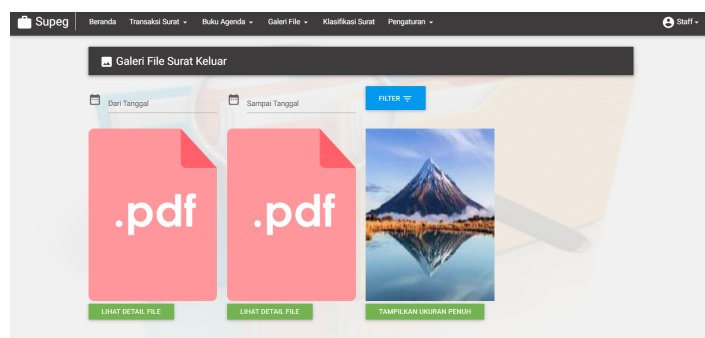 Supeg Beranda Transaksi Surat Buku Agenda Galeri File Klasifikasi Surat Pengaturan Staff
Galeri File Surat Keluar
Dari Tanggal Sampai Tanggal FILTER
.pdf .pdf
LIHAT DETAIL FILE LIHAT DETAIL FILE TAMPILKAN UKURAN PENUH